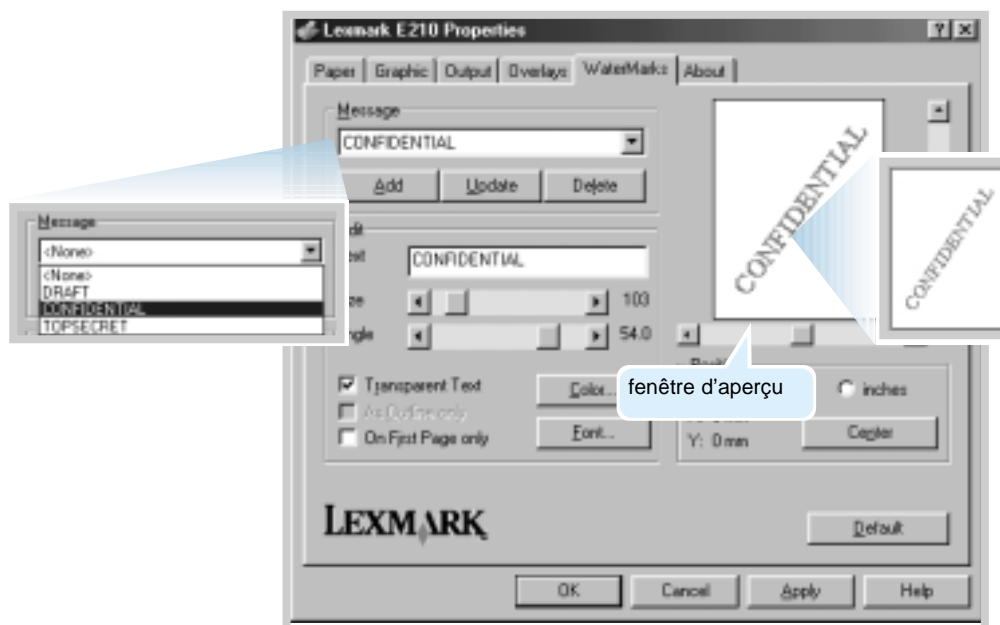 Lexmark E210 Properties
Paper Graphic Output Overlays WaterMarks About
Message
CONFIDENTIAL
Add Update Delete
CONFIDENTIAL
CONFIDENTIAL
Message
<None>
<None>
DRAFT
CONFIDENTIAL
TOPSECRET
CONFIDENTIAL
103
54.0
Transparent Text
As Outline only
On First Page only
Color...
Font...
fenêtre d'aperçu
inches
Y: 0 mm
Center
LEXMARK
Default
OK Cancel Apply Help